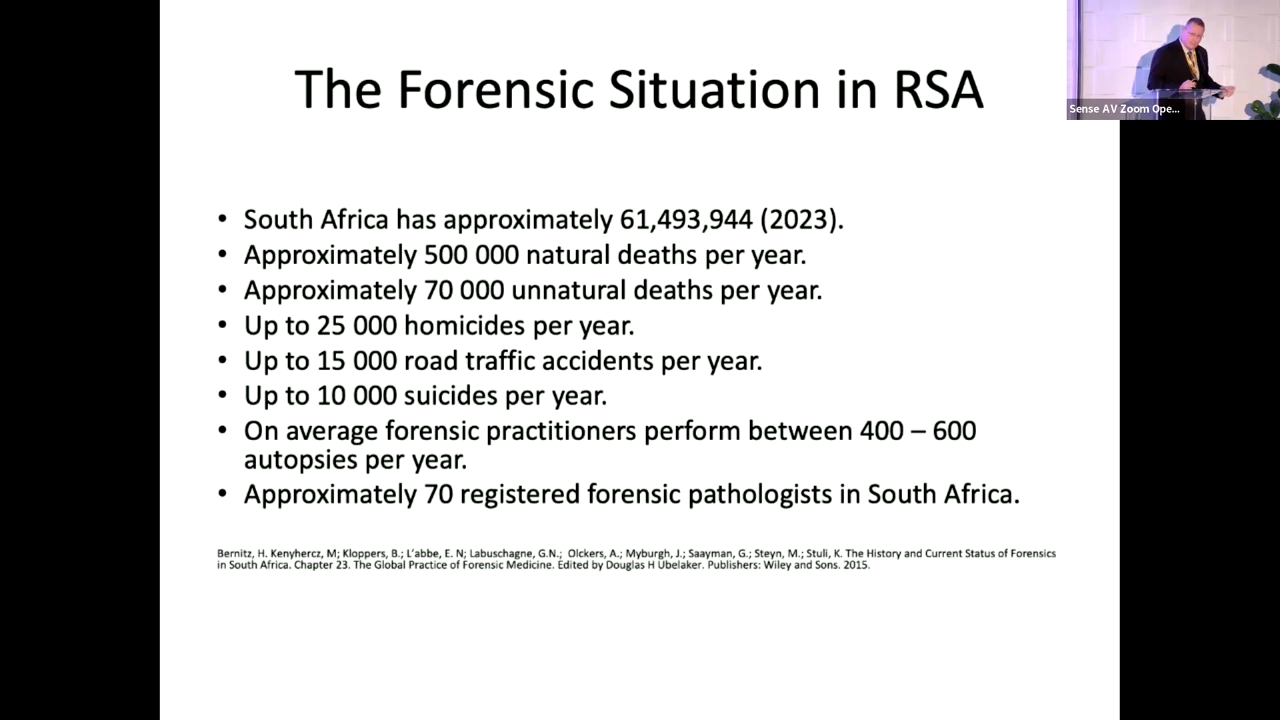 The Forensic Situation in RSA
Sense AV Zoom Ope...
• South Africa has approximately 61,493,944 (2023).
• Approximately 500 000 natural deaths per year.
• Approximately 70 000 unnatural deaths per year.
• Up to 25 000 homicides per year.
• Up to 15 000 road traffic accidents per year.
• Up to 10 000 suicides per year.
• On average forensic practitioners perform between 400 – 600
autopsies per year.
• Approximately 70 registered forensic pathologists in South Africa.
Bernitz, H. Kenyhercz, M; Kloppers, B.; L'abbe, E. N; Labuschagne, G.N.; Olckers, A.; Myburgh, J.; Saayman, G.; Steyn, M.; Stuli, K. The History and Current Status of Forensics
in South Africa. Chapter 23. The Global Practice of Forensic Medicine. Edited by Douglas H Ubelaker. Publishers: Wiley and Sons. 2015.